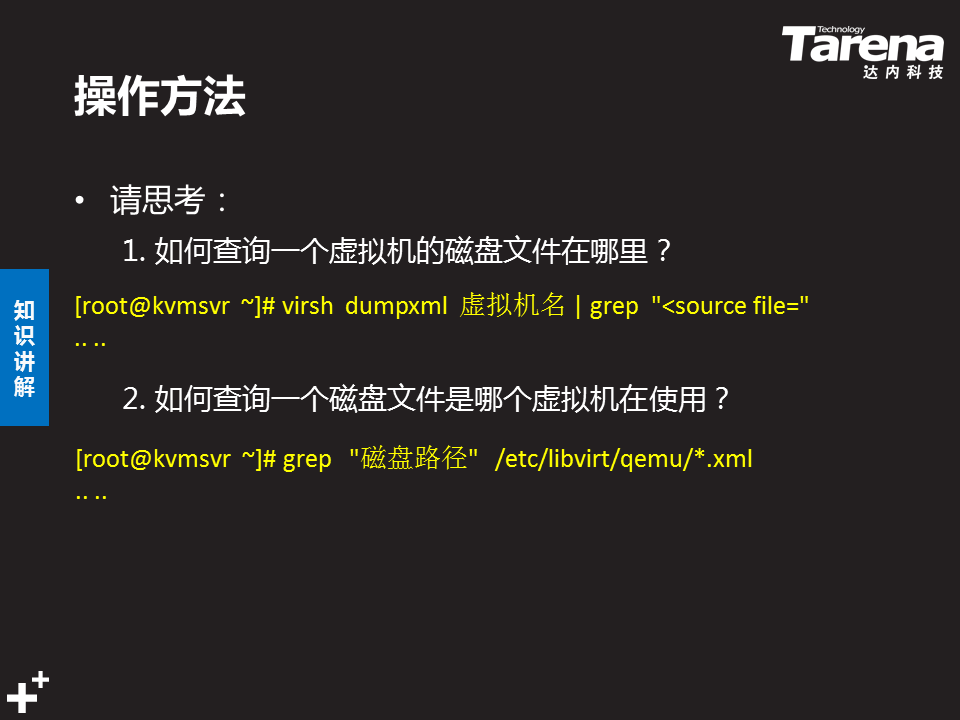 Technology
Tarena
达内科技
操作方法
• 请思考：
1. 如何查询一个虚拟机的磁盘文件在哪里？
[root@kvmsvr ~]# virsh dumpxml 虚拟机名 | grep "<source file="
.. ..
2. 如何查询一个磁盘文件是哪个虚拟机在使用？
[root@kvmsvr ~]# grep "磁盘路径" /etc/libvirt/qemu/*.xml
.. ..
知
识
讲
解